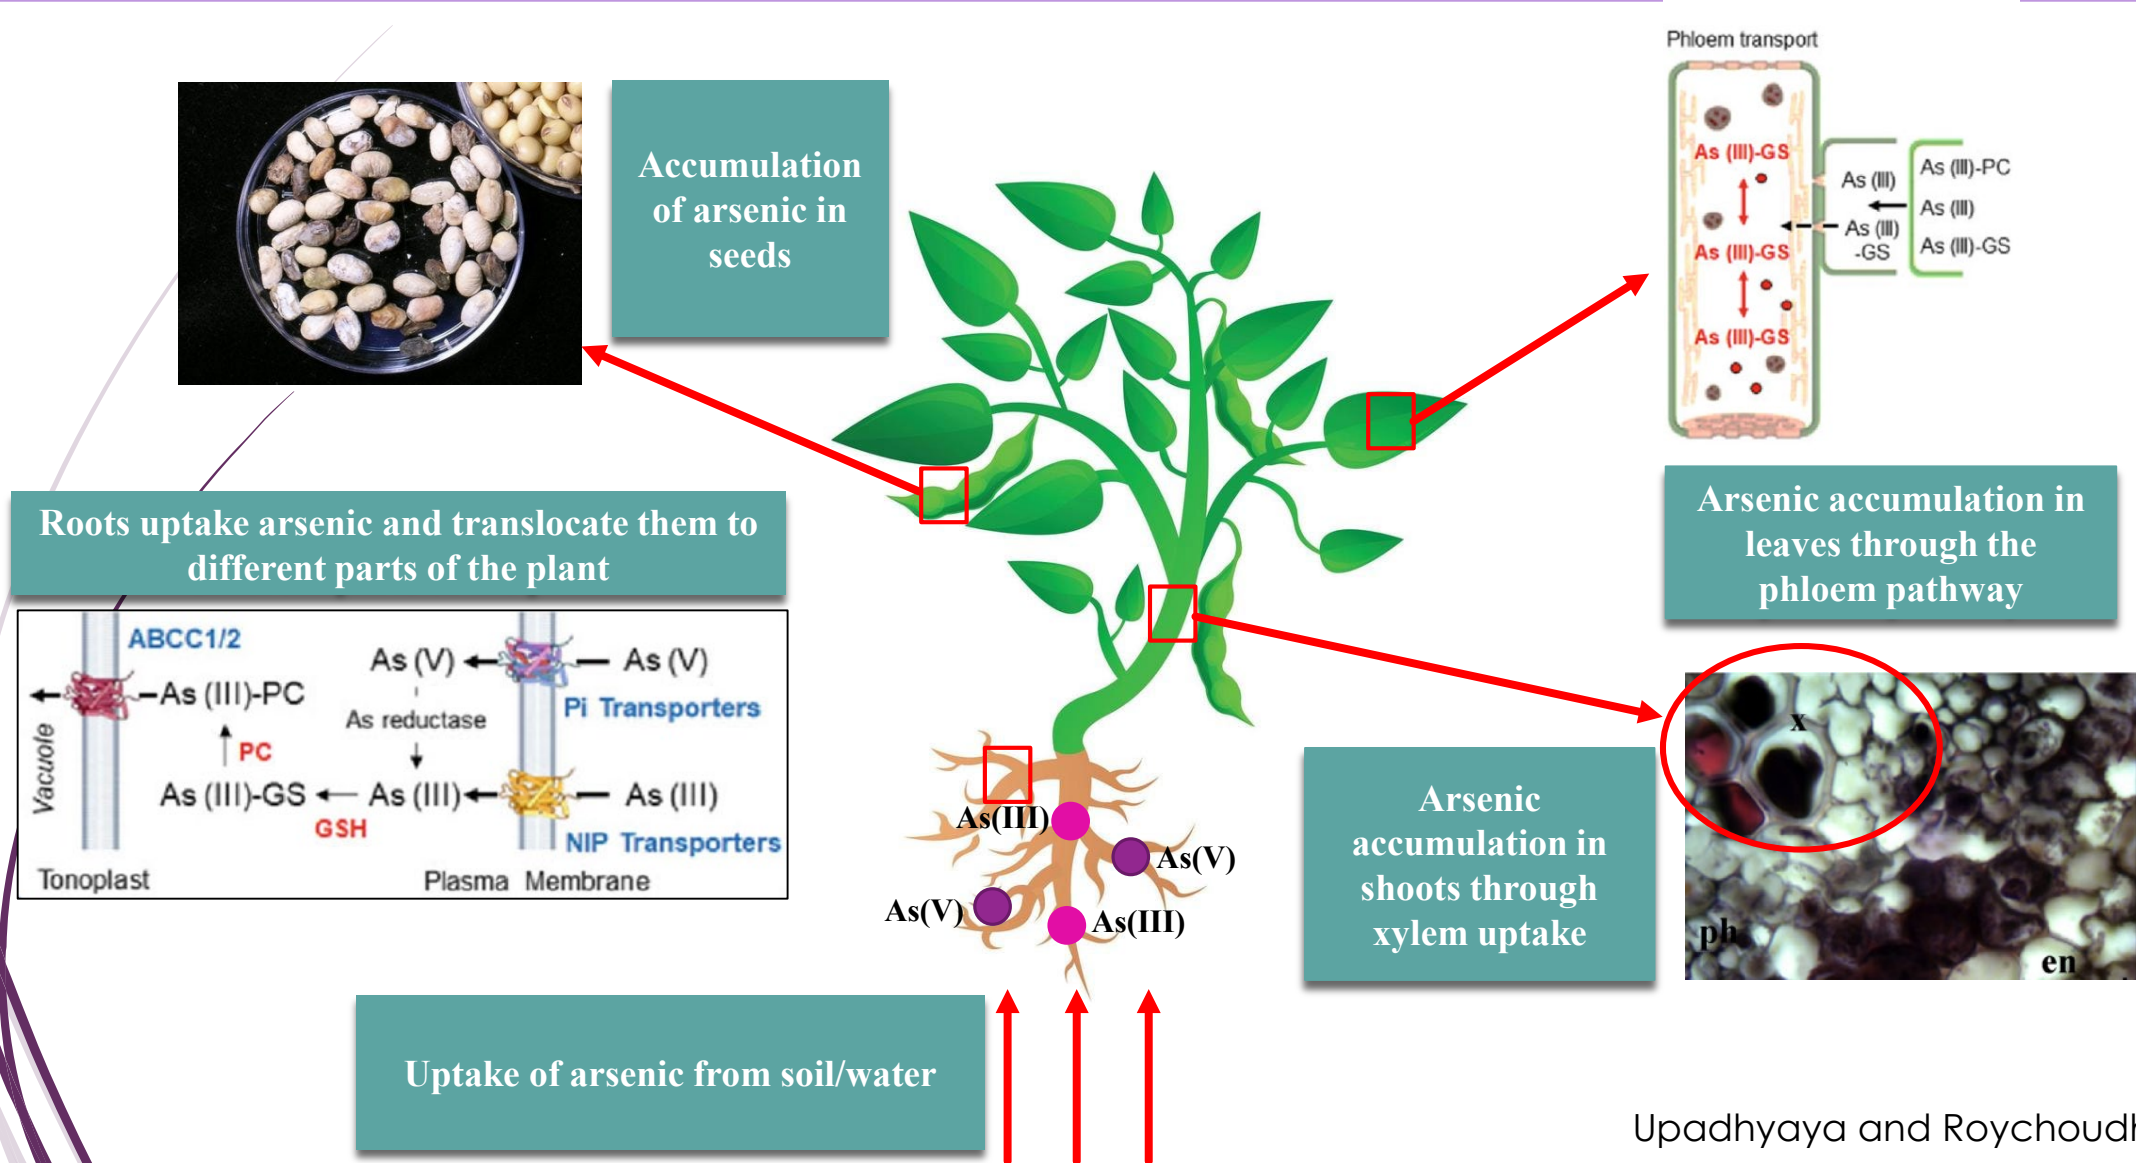 Phloem transport
As (III)-GS
As (III)-GS
As (III)-GS
As (III)
As (III)
-GS
As (III)-PC
As (III)
As (III)-GS
Accumulation
of arsenic in
seeds
Roots uptake arsenic and translocate them to
different parts of the plant
ABCC1/2
As (III)-PC
PC
As (III)-GS
GSH
As (V)
As reductase
As (III)
As (V)
Pi Transporters
As (III)
NIP Transporters
Vacuole
Tonoplast
Plasma Membrane
Arsenic accumulation in
leaves through the
phloem pathway
As(III)
As(V)
As(V)
As(III)
Arsenic
accumulation in
shoots through
xylem uptake
x
ph
en
Uptake of arsenic from soil/water
Upadhyaya and